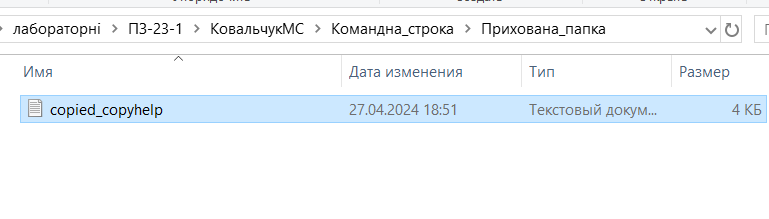 лабораторні > ПЗ-23-1 > КовальчукМС > Командна_строка > Прихована_папка
Имя Дата изменения Тип Размер
copied_copyhelp 27.04.2024 18:51 Текстовый докум... 4 КБ